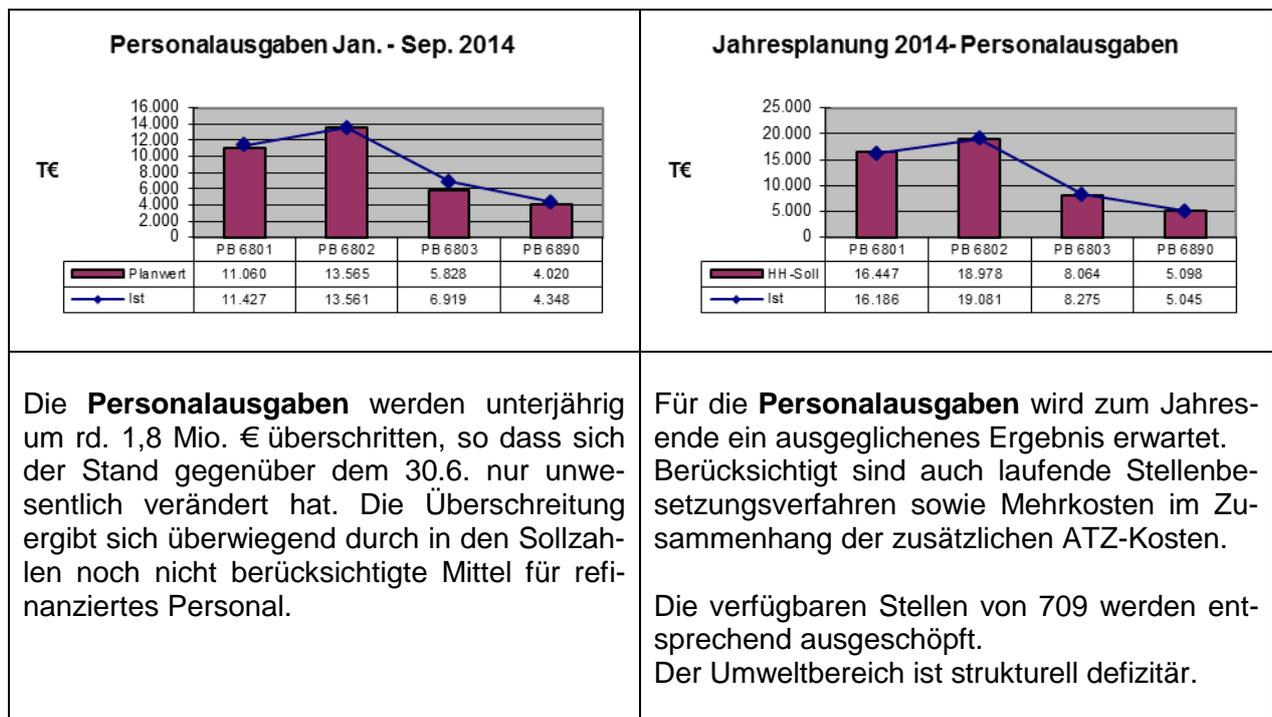 Personalausgaben Jan. - Sep. 2014
T€
16.000
14.000
12.000
10.000
8.000
6.000
4.000
2.000
0
PB 6801 PB 6802 PB 6803 PB 6890
Planwert 11.060 13.565 5.828 4.020
Ist 11.427 13.561 6.919 4.348
Jahresplanung 2014- Personalausgaben
T€
25.000
20.000
15.000
10.000
5.000
0
PB 6801 PB 6802 PB 6803 PB 6890
HH-Soll 16.447 18.978 8.064 5.098
Ist 16.186 19.081 8.275 5.045
Die Personalausgaben werden unterjährig
um rd. 1,8 Mio. € überschritten, so dass sich
der Stand gegenüber dem 30.6. nur unwe-
sentlich verändert hat. Die Überschreitung
ergibt sich überwiegend durch in den Sollzah-
len noch nicht berücksichtigte Mittel für refi-
nanziertes Personal.
Für die Personalausgaben wird zum Jahres-
ende ein ausgeglichenes Ergebnis erwartet.
Berücksichtigt sind auch laufende Stellenbe-
setzungsverfahren sowie Mehrkosten im Zu-
sammenhang der zusätzlichen ATZ-Kosten.
Die verfügbaren Stellen von 709 werden ent-
sprechend ausgeschöpft.
Der Umweltbereich ist strukturell defizitär.